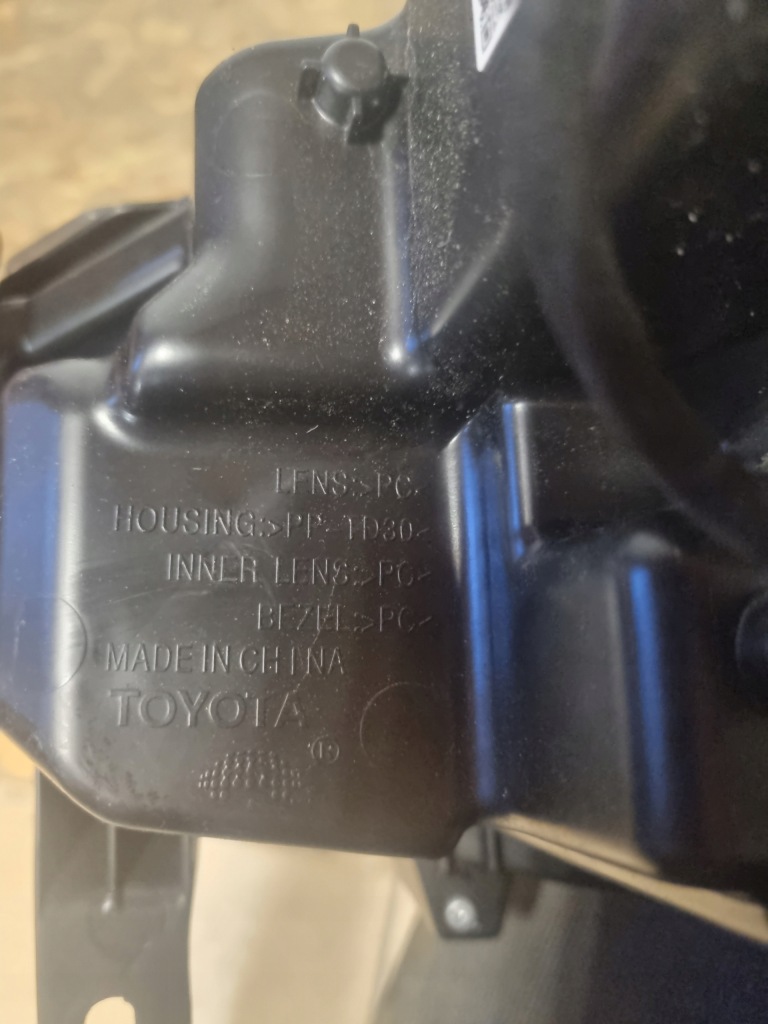 LENS:>PC<
HOUSING:>PP-TD30<
INNER LENS:>PC<
BEZEL:>PC<
MADE IN CHINA
TOYOTA